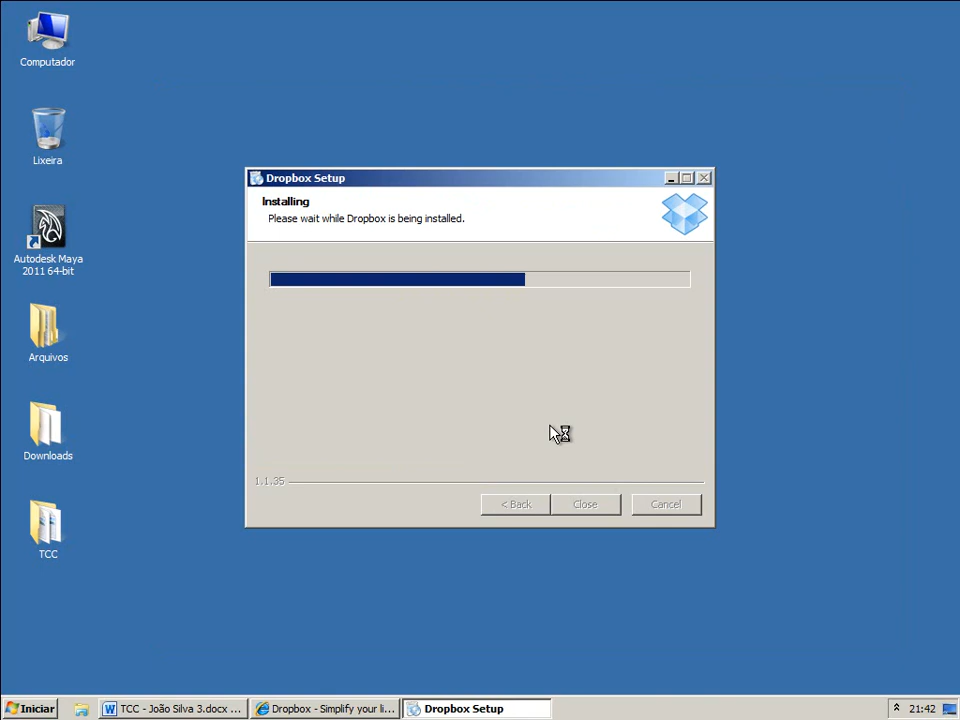 Computador
Lixeira
Autodesk Maya
2011 64-bit
Arquivos
Downloads
TCC
Dropbox Setup
Installing
Please wait while Dropbox is being installed.
1.1.35
< Back
Close
Cancel
Iniciar
TCC - João Silva 3.docx ...
Dropbox - Simplify your li...
Dropbox Setup
21:42